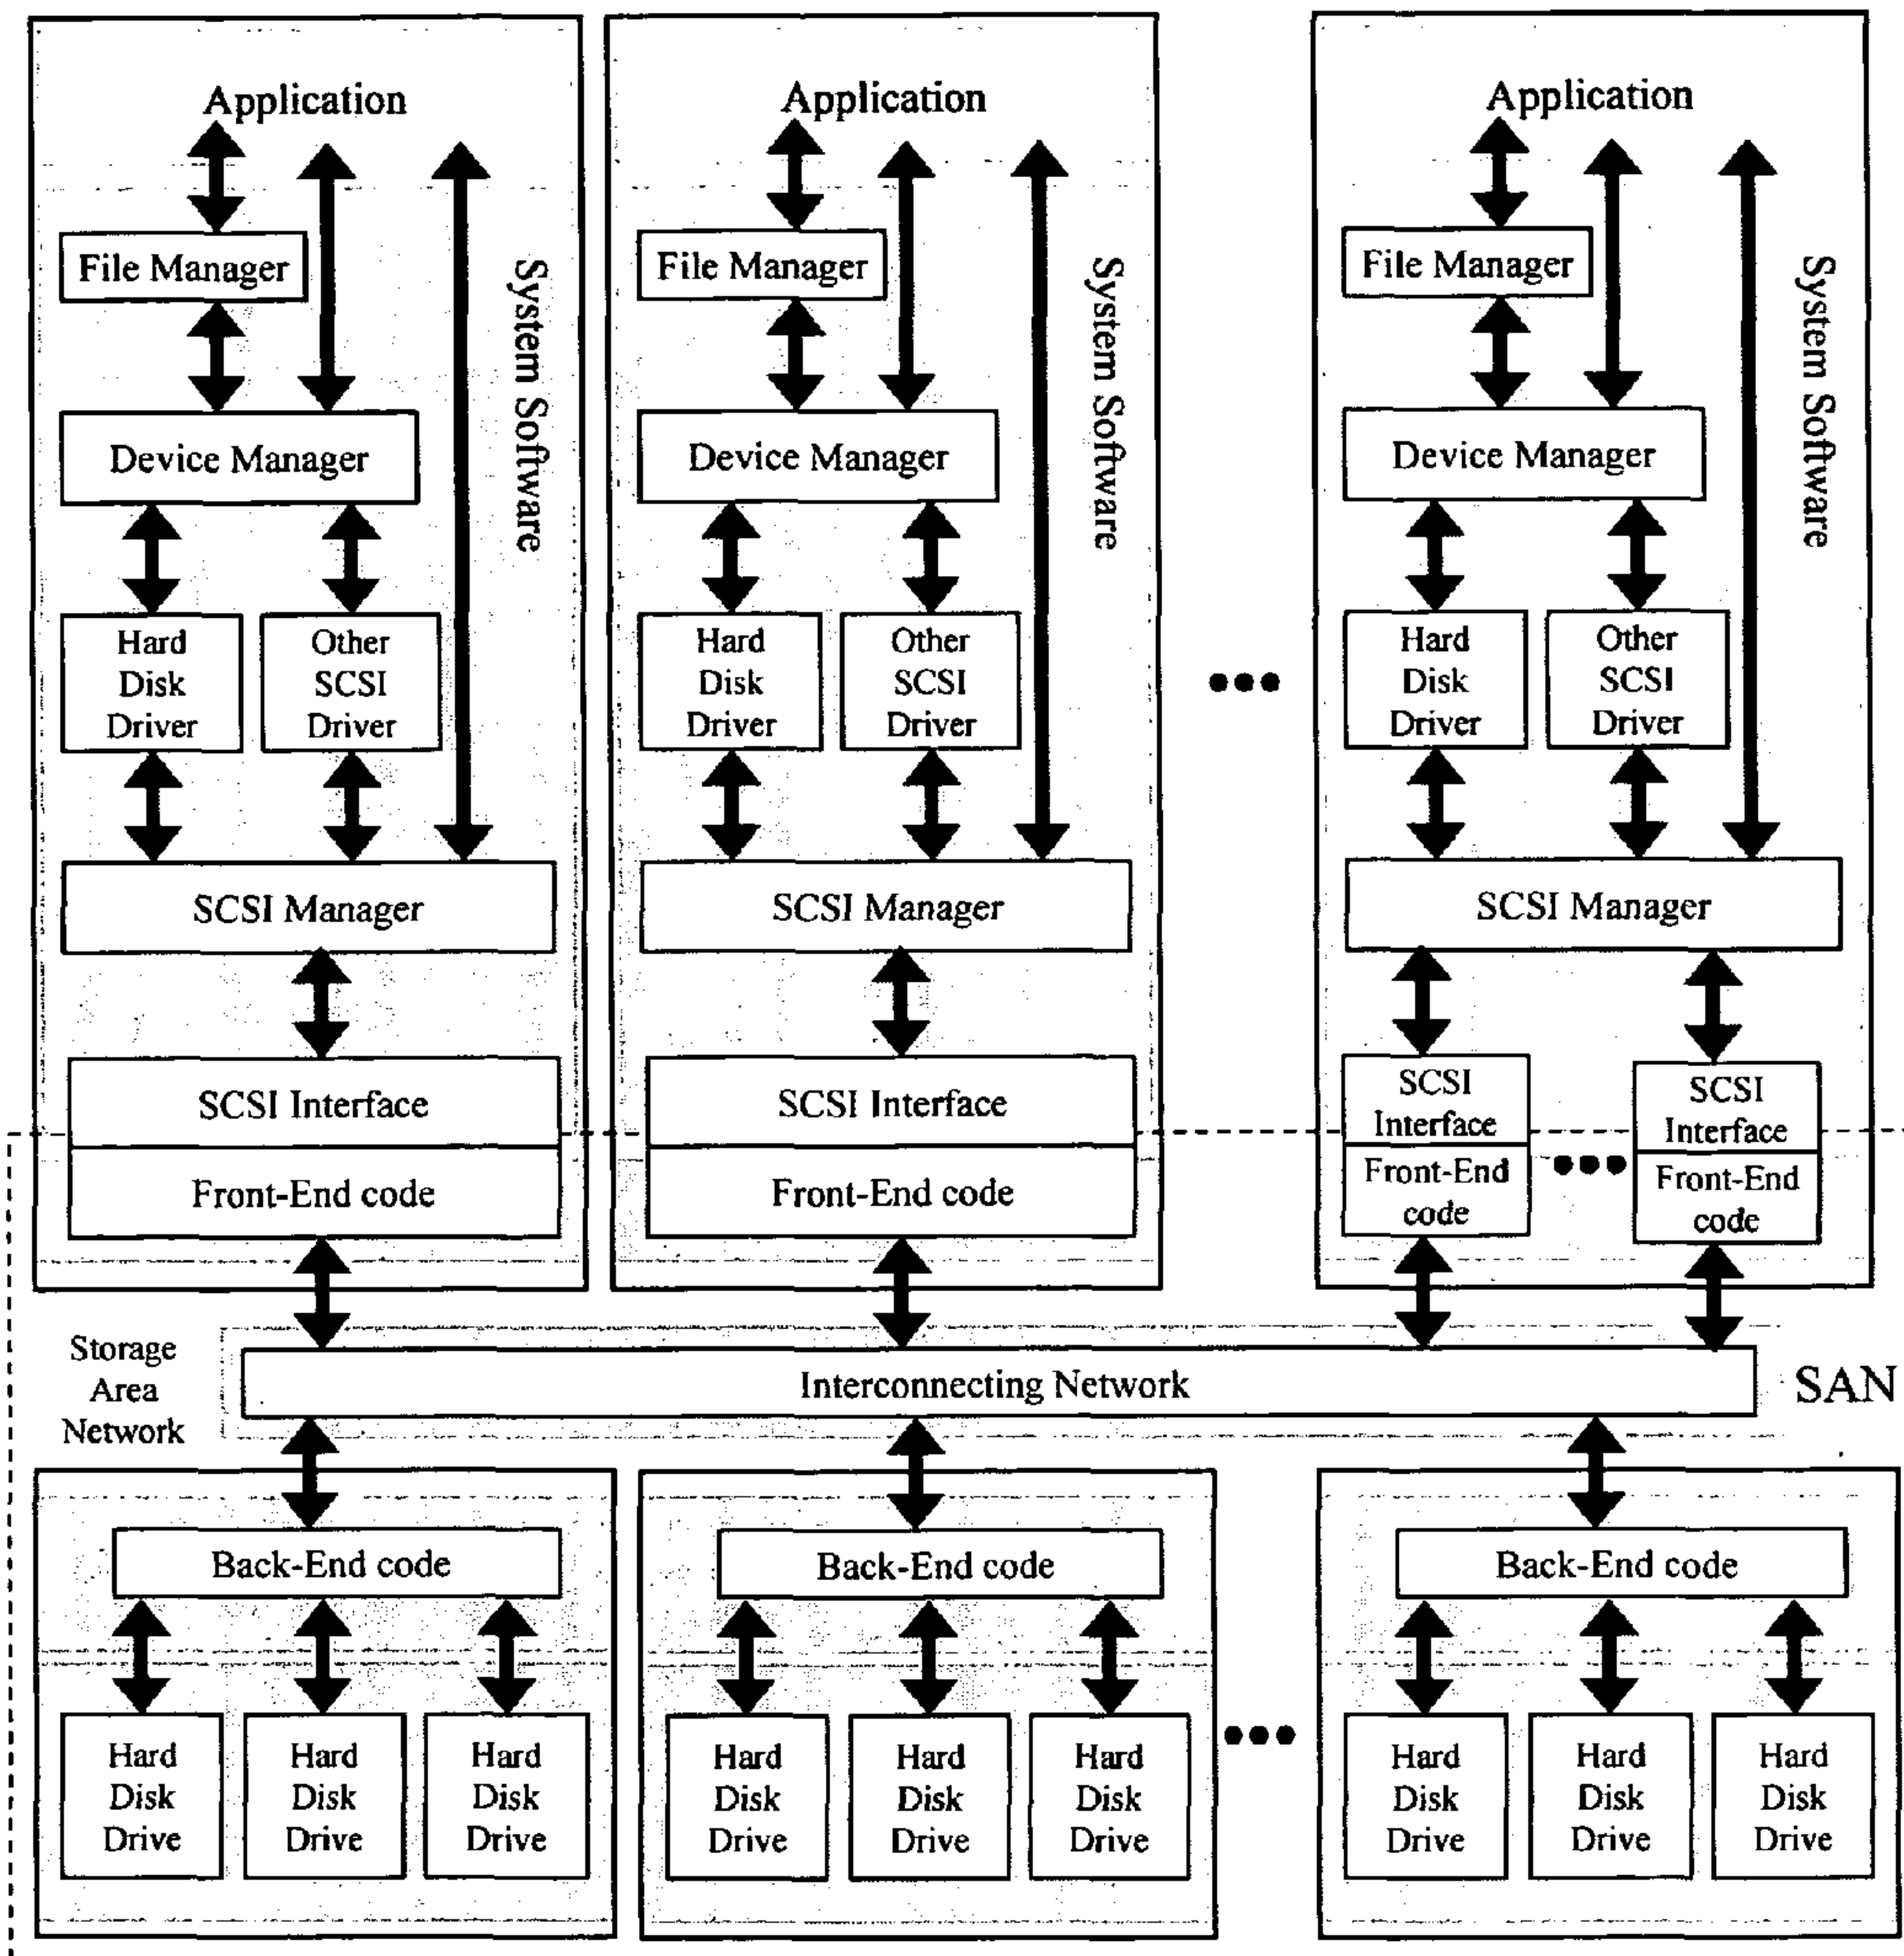 Application
Application
Application
File Manager
File Manager
File Manager
System Software
System Software
System Software
Device Manager
Device Manager
Device Manager
Hard
Disk
Driver
Other
SCSI
Driver
Hard
Disk
Driver
Other
SCSI
Driver
Hard
Disk
Driver
Other
SCSI
Driver
SCSI Manager
SCSI Manager
SCSI Manager
SCSI Interface
SCSI Interface
SCSI
Interface
SCSI
Interface
Front-End code
Front-End code
Front-End
code
Front-End
code
Storage
Area
Network
Interconnecting Network
SAN
Back-End code
Back-End code
Back-End code
Hard
Disk
Drive
Hard
Disk
Drive
Hard
Disk
Drive
Hard
Disk
Drive
Hard
Disk
Drive
Hard
Disk
Drive
Hard
Disk
Drive
Hard
Disk
Drive
Hard
Disk
Drive